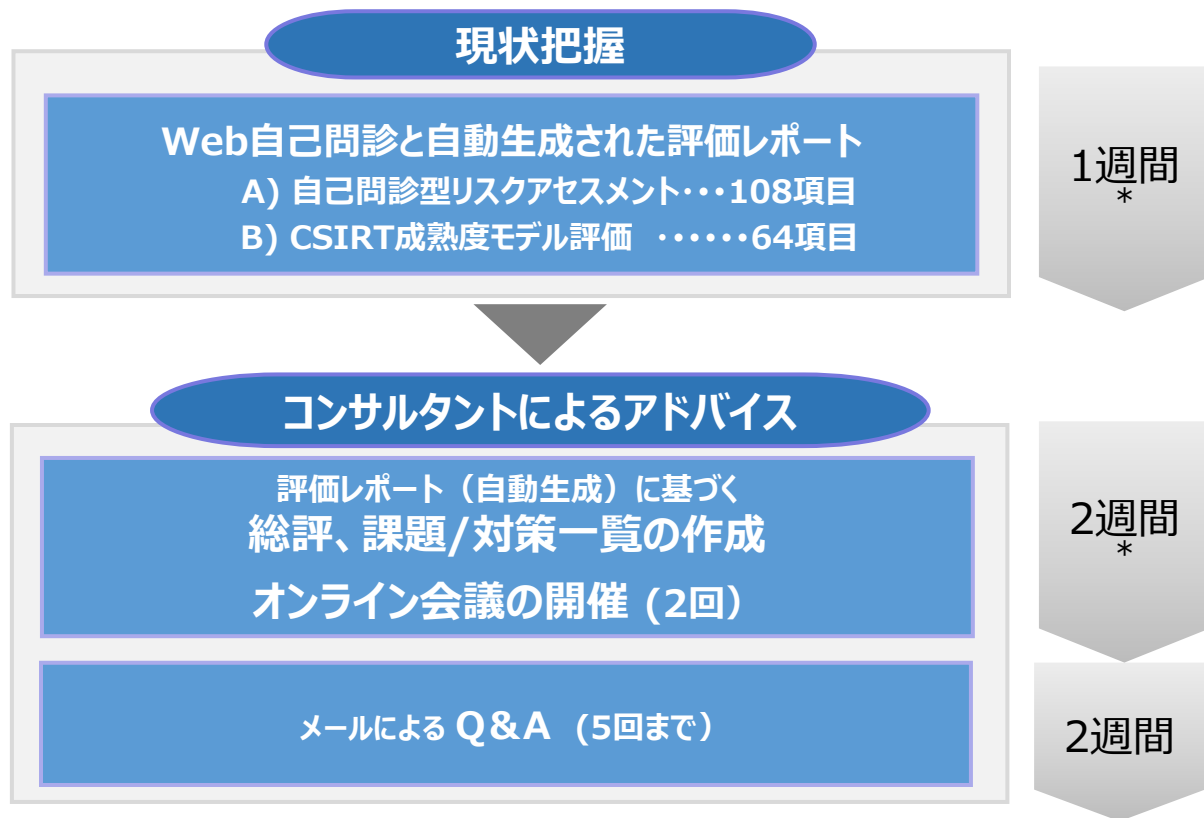 現状把握
Web自己問診と自動生成された評価レポート
A) 自己問診型リスクアセスメント･･･108項目
B) CSIRT成熟度モデル評価 ･･････64項目
1週間
*
コンサルタントによるアドバイス
評価レポート（自動生成）に基づく
総評、課題/対策一覧の作成
オンライン会議の開催 (2回）
2週間
*
メールによる Q&A (5回まで）
2週間